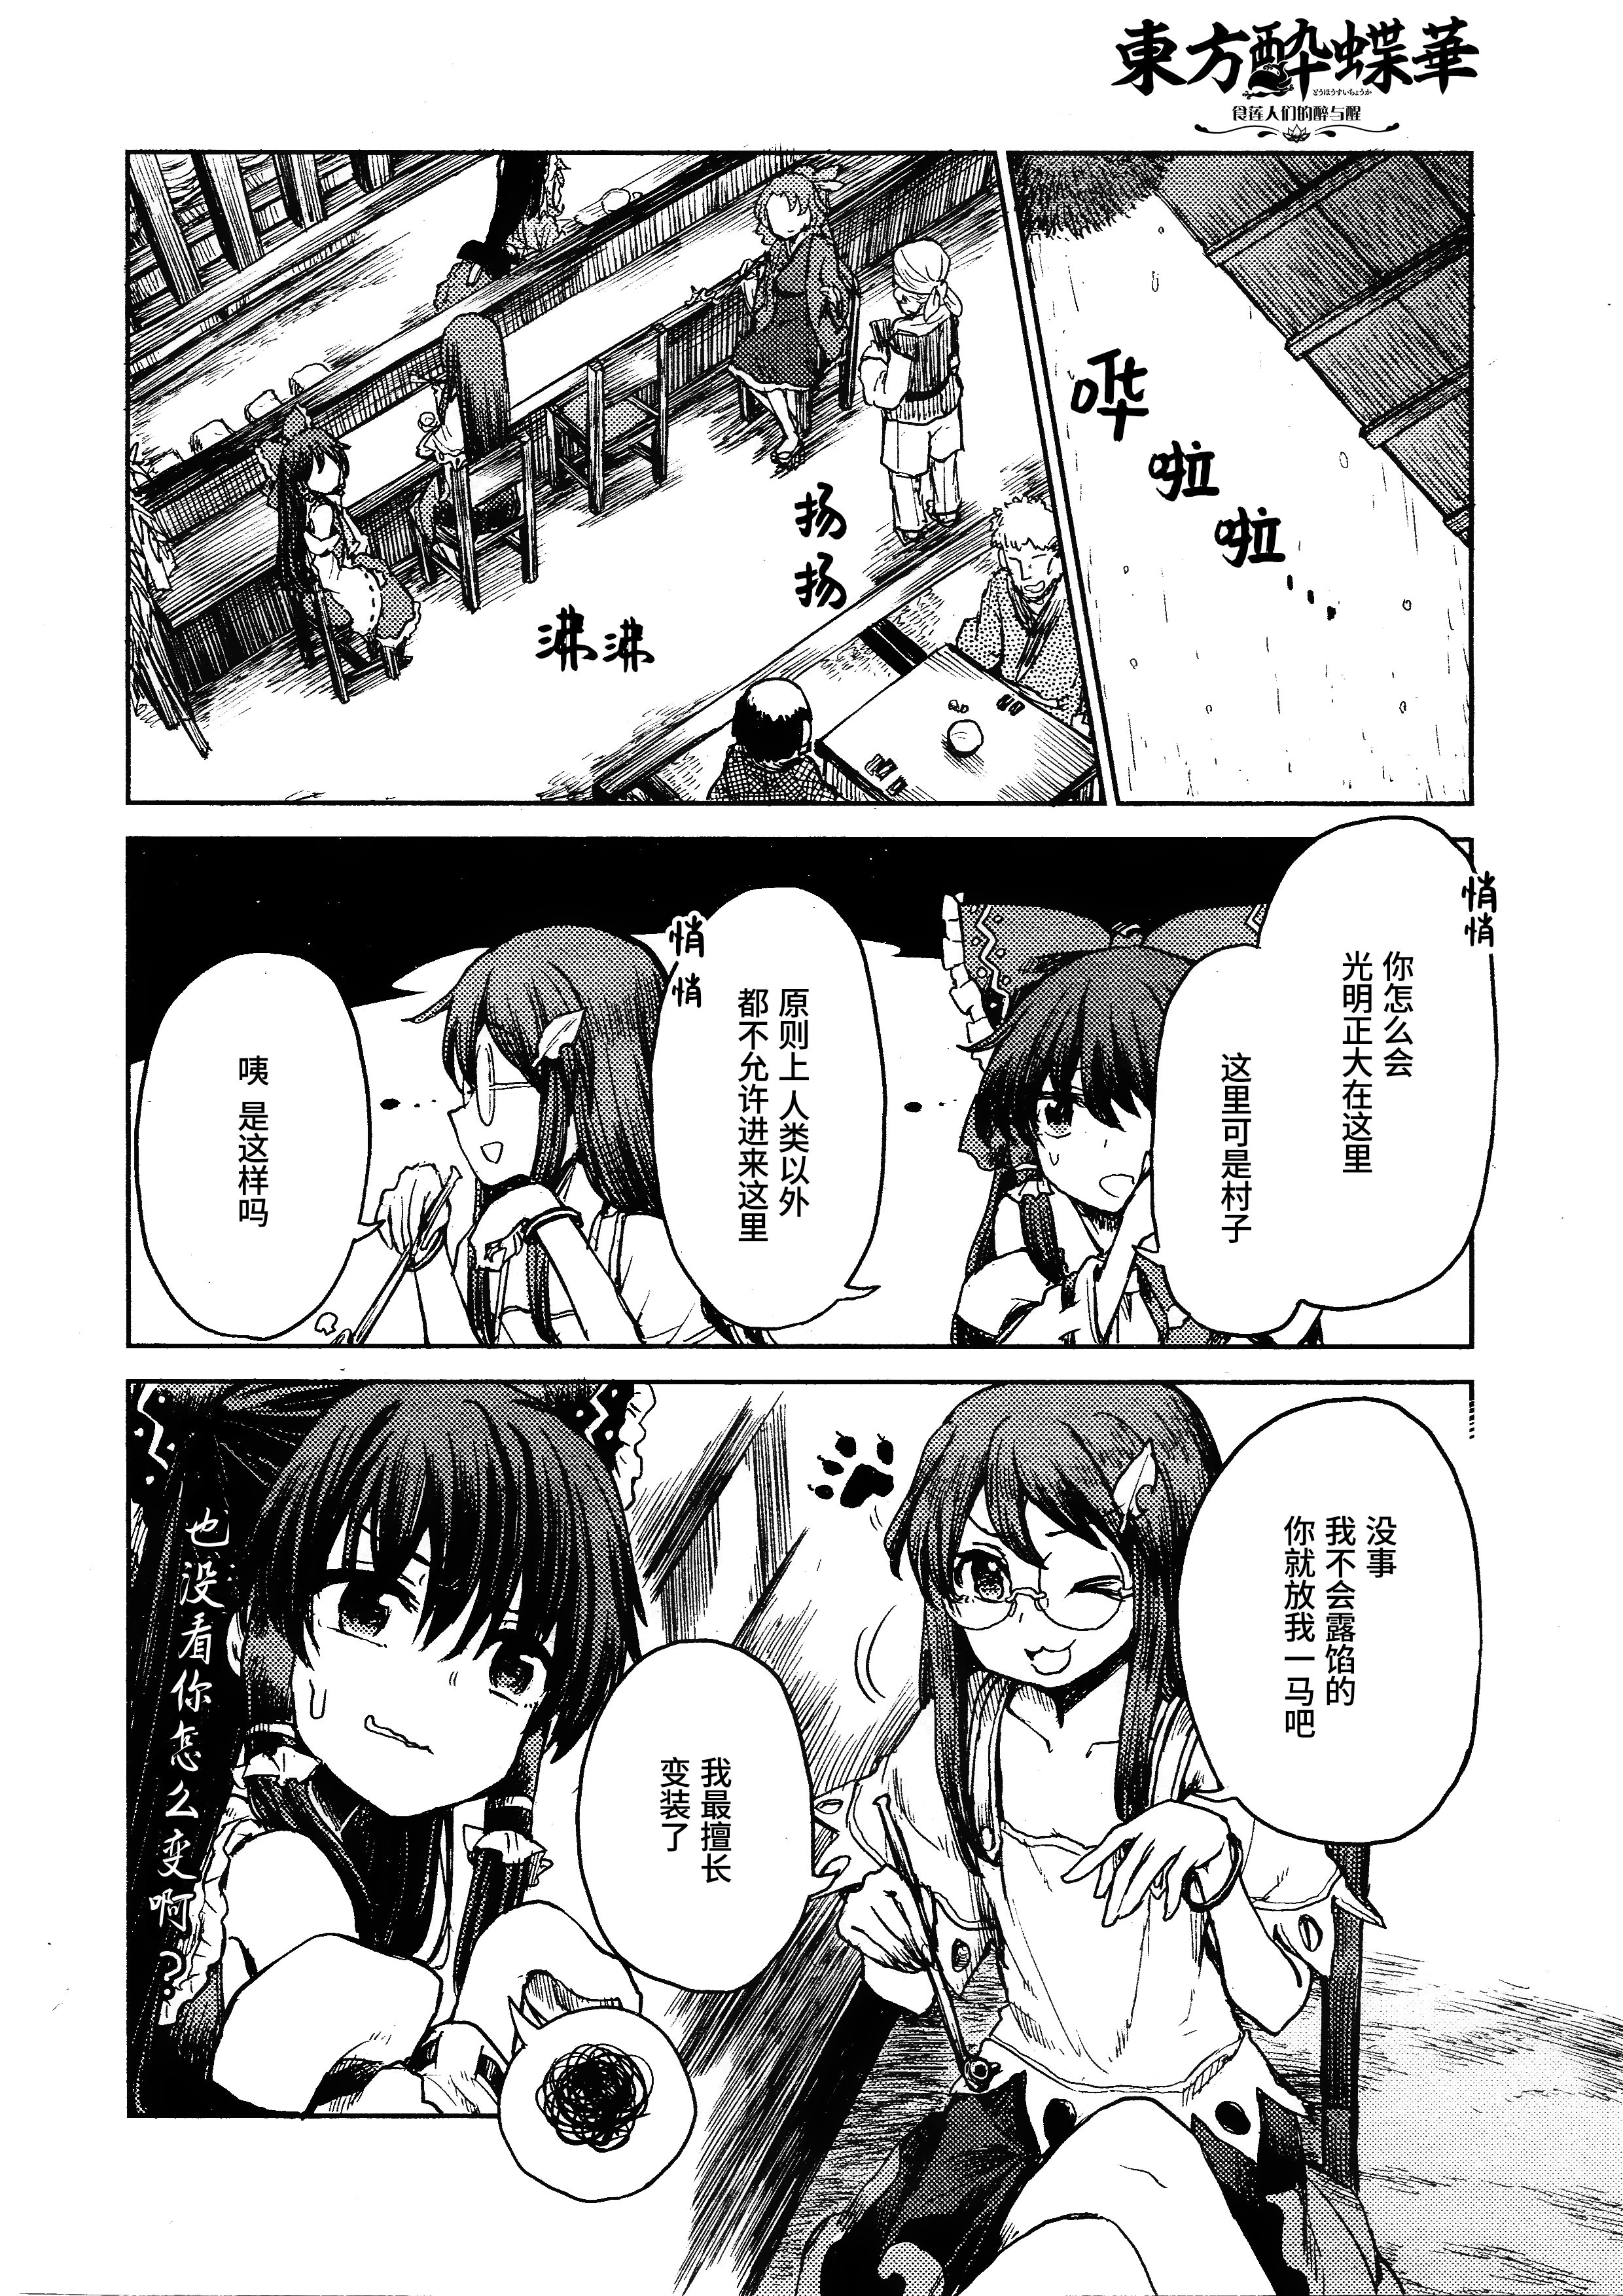 東方酔蝶華
とうほうすいちょうか
食莲人们的醉与醒
哗啦啦...
扬扬
沸沸
悄悄
你怎么会
光明正大在这里
这里可是村子
悄悄
原则上人类以外
都不允许进来这里
咦 是这样吗
没事
我不会露馅的
你就放我一马吧
我最擅长
变装了
也没看你怎么变啊?